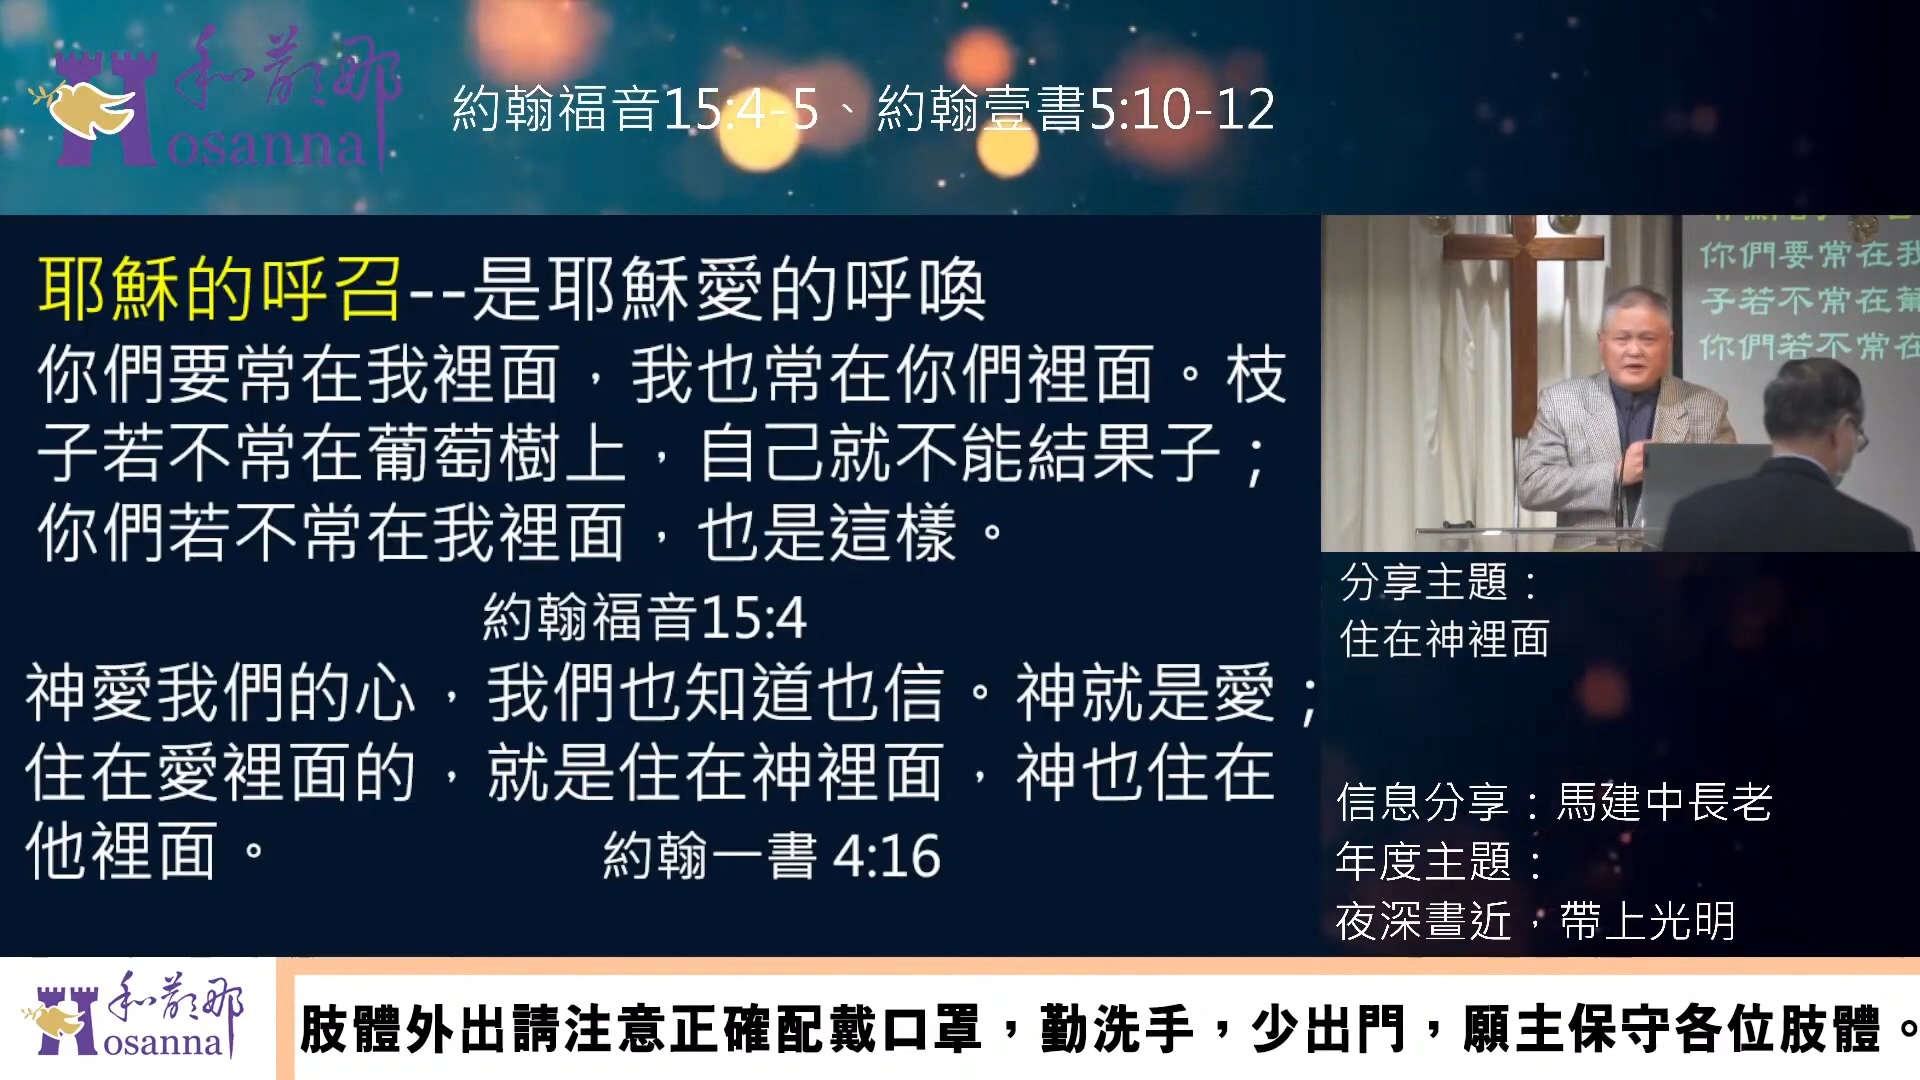 和散那
Hosanna
約翰福音15:4-5、約翰壹書5:10-12
耶穌的呼召--是耶穌愛的呼喚
你們要常在我裡面，我也常在你們裡面。枝
子若不常在葡萄樹上，自己就不能結果子；
你們若不常在我裡面，也是這樣。
約翰福音15:4
神愛我們的心，我們也知道也信。神就是愛；
住在愛裡面的，就是住在神裡面，神也住在
他裡面。
約翰一書 4:16
你們要常在我
子若不常在葡
你們若不常在
分享主題：
住在神裡面
信息分享：馬建中長老
年度主題：
夜深晝近，帶上光明
和散那
Hosanna
肢體外出請注意正確配戴口罩，勤洗手，少出門，願主保守各位肢體。